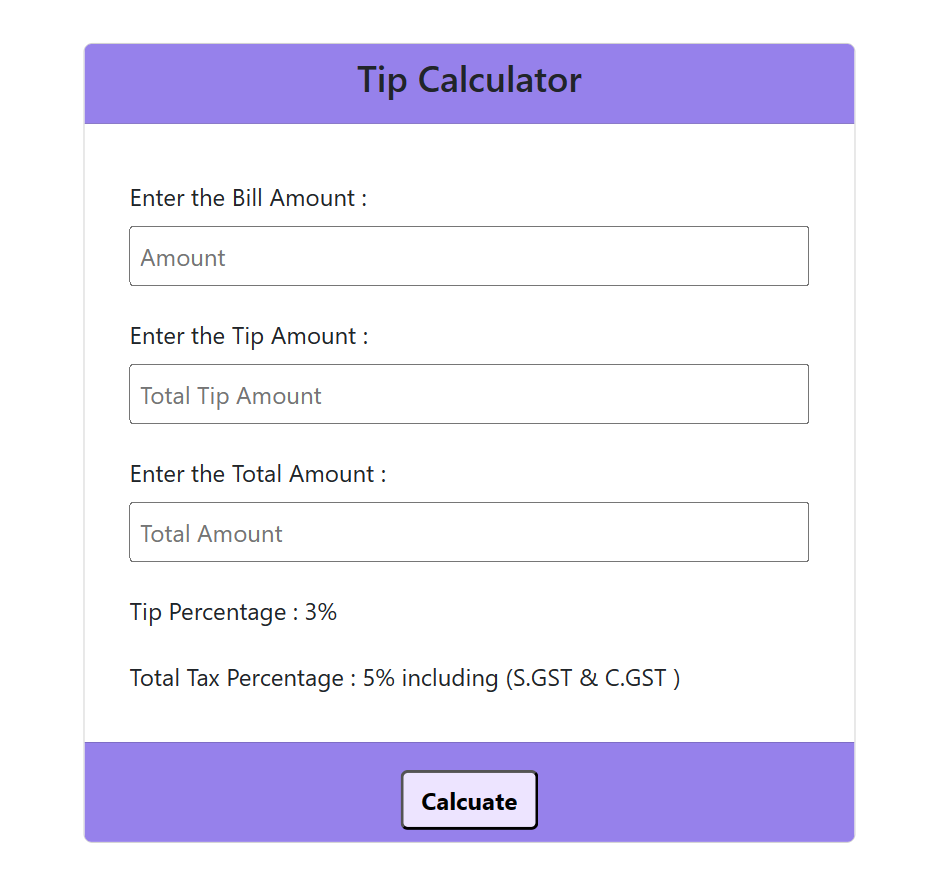 Tip Calculator
Enter the Bill Amount :
Amount
Enter the Tip Amount :
Total Tip Amount
Enter the Total Amount :
Total Amount
Tip Percentage : 3%
Total Tax Percentage : 5% including (S.GST & C.GST )
Calcuate